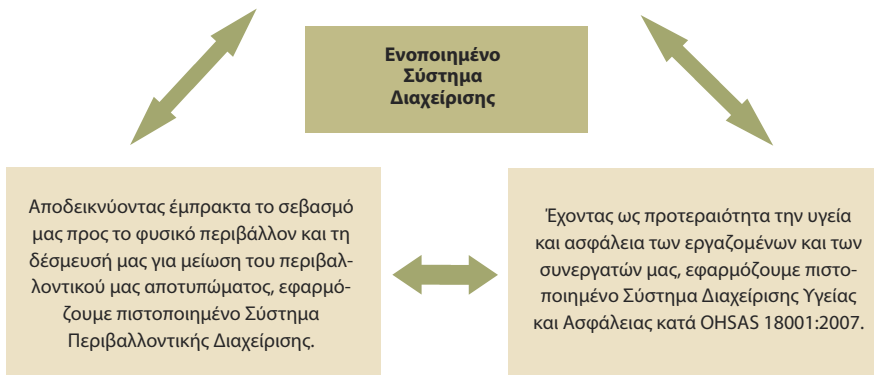 Ενοποιημένο
Σύστημα
Διαχείρισης
Αποδεικνύοντας έμπρακτα το σεβασμό
μας προς το φυσικό περιβάλλον και τη
δέσμευσή μας για μείωση του περιβαλ-
λοντικού μας αποτυπώματος, εφαρμό-
ζουμε πιστοποιημένο Σύστημα
Περιβαλλοντικής Διαχείρισης.
Έχοντας ως προτεραιότητα την υγεία
και ασφάλεια των εργαζομένων και των
συνεργατών μας, εφαρμόζουμε πιστο-
ποιημένο Σύστημα Διαχείρισης Υγείας
και Ασφάλειας κατά OHSAS 18001:2007.